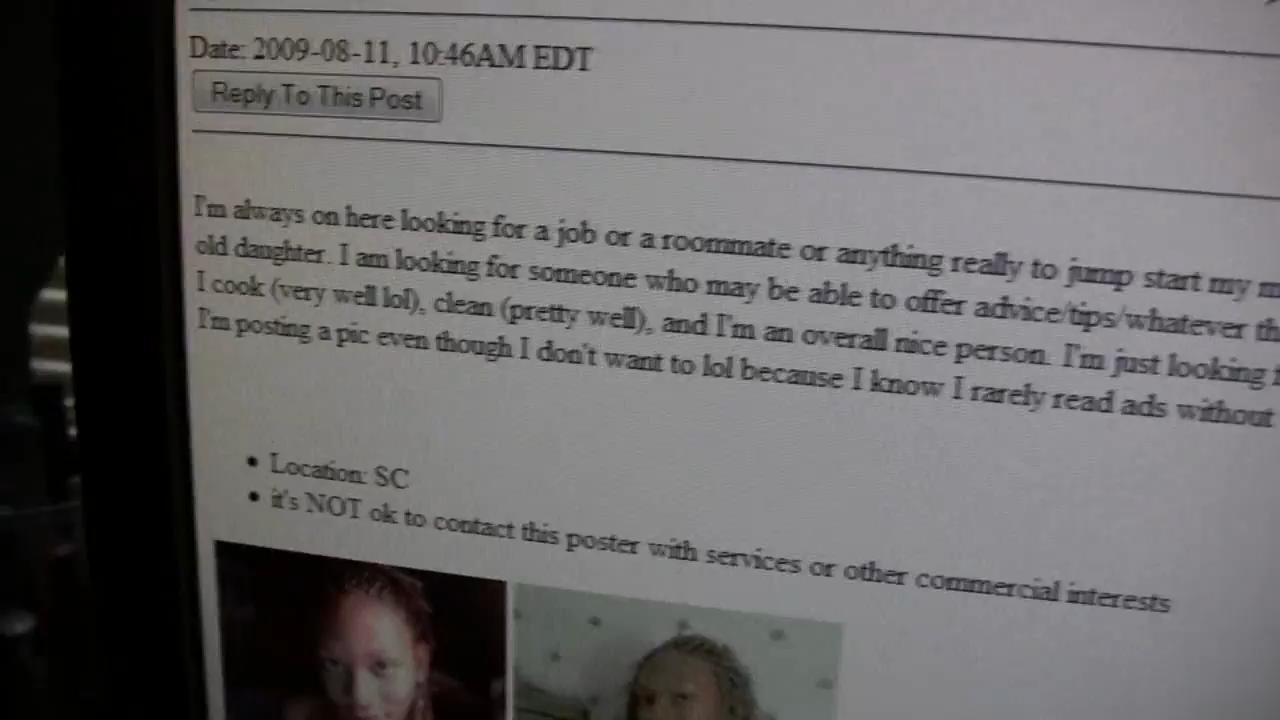 Date: 2009-08-11, 10:46AM EDT
Reply To This Post
I'm always on here looking for a job or a roommate or anything really to jump start my
old daughter. I am looking for someone who may be able to offer advice/tips/whatever
I cook (very well lol), clean (pretty well), and I'm an overall nice person. I'm just looking
I'm posting a pic even though I don't want to lol because I know I rarely read ads without
• Location: SC
• it's NOT ok to contact this poster with services or other commercial interests